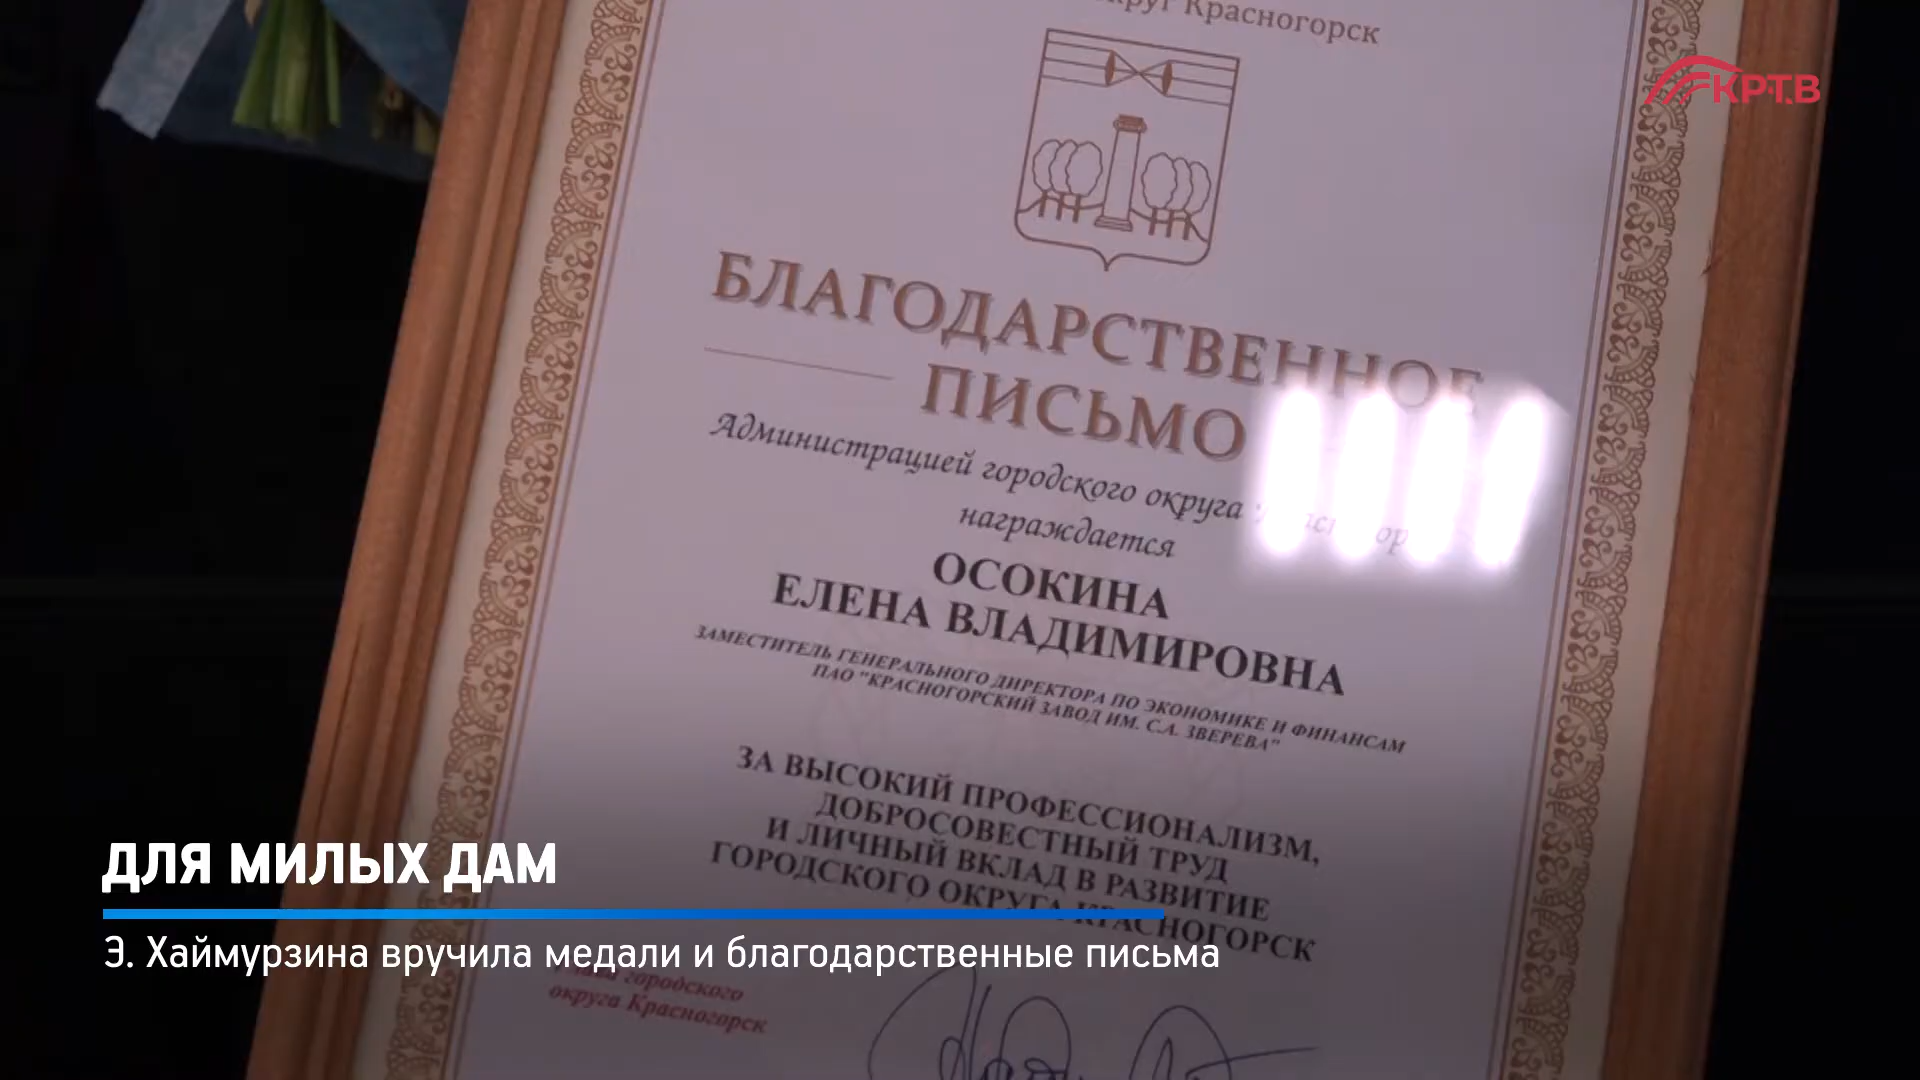 округ Красногорск
КРТВ
БЛАГОДАРСТВЕННОЕ
ПИСЬМО
Администрацией городского округа
награждается
ОСОКИНА
ЕЛЕНА ВЛАДИМИРОВНА
ЗАМЕСТИТЕЛЬ ГЕНЕРАЛЬНОГО ДИРЕКТОРА ПО ЭКОНОМИКЕ И ФИНАНСАМ
ПАО "КРАСНОГОРСКИЙ ЗАВОД ИМ. С.А. ЗВЕРЕВА"
ЗА ВЫСОКИЙ ПРОФЕССИОНАЛИЗМ,
ДОБРОСОВЕСТНЫЙ ТРУД
И ЛИЧНЫЙ ВКЛАД В РАЗВИТИЕ
ГОРОДСКОГО ОКРУГА КРАСНОГОРСК
ДЛЯ МИЛЫХ ДАМ
Э. Хаймурзина вручила медали и благодарственные письма
Глава городского
округа Красногорск